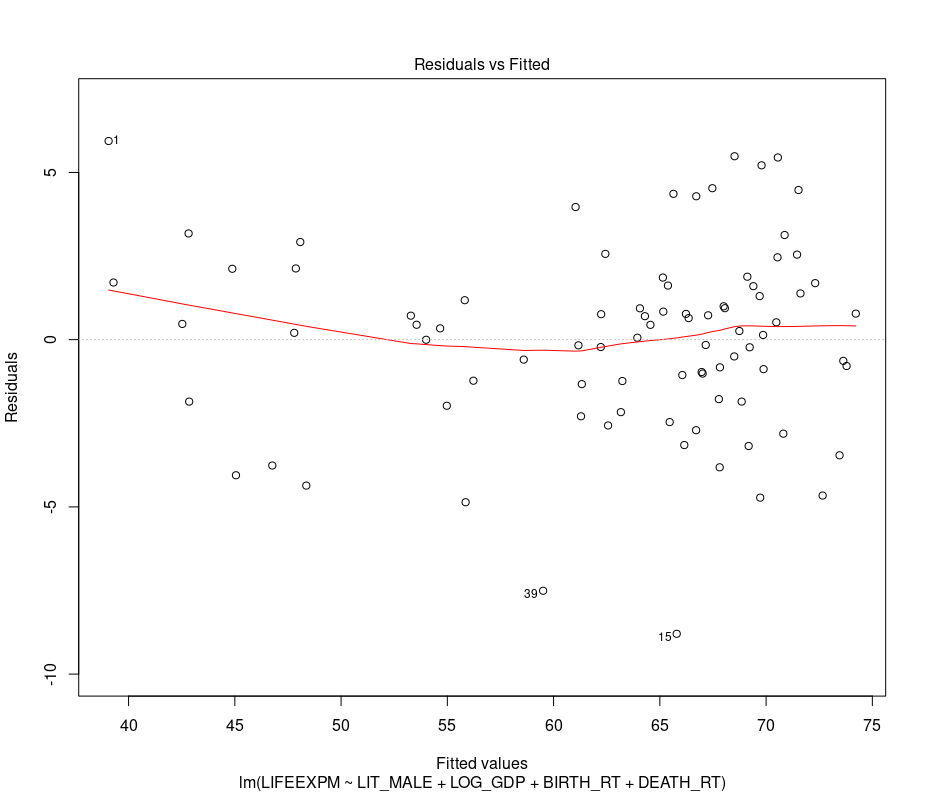 Residuals vs Fitted
Residuals
5
0
-5
-10
1
39
15
40 45 50 55 60 65 70 75
Fitted values
lm(LIFEEXPM ~ LIT_MALE + LOG_GDP + BIRTH_RT + DEATH_RT)